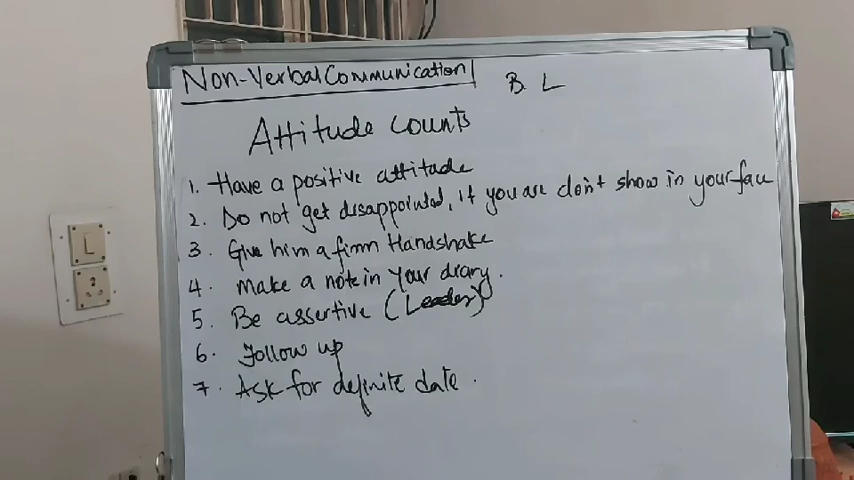 Non-Verbal Communication
B L
Attitude counts
1. Have a positive attitude
2. Do not get disappointed, if you are don't show in your face
3. Give him a firm Handshake
4. Make a note in your diary.
5. Be assertive (Leader)
6. Follow up
7. Ask for definite date.